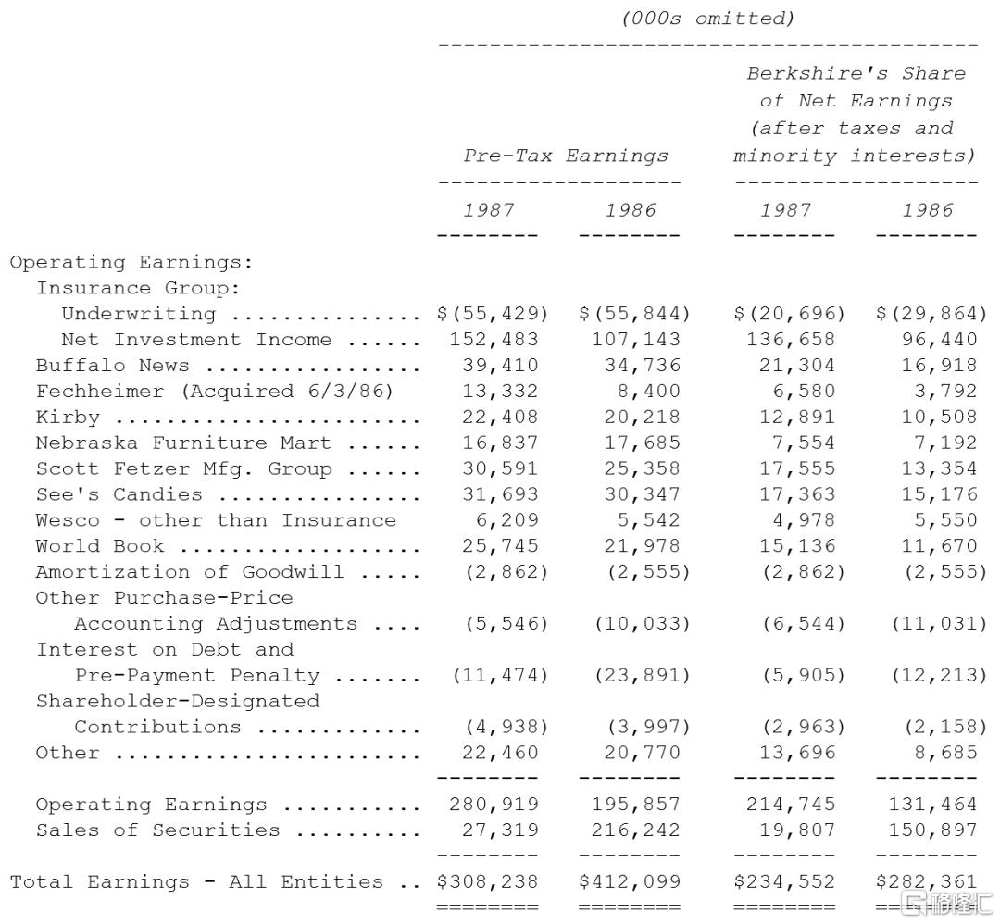 (000s omitted)
------------------------------------------
Berkshire's Share
of Net Earnings
(after taxes and
Pre-Tax Earnings minority interests)
------------------- -------------------
1987 1986 1987 1986
-------- -------- -------- --------
Operating Earnings:
Insurance Group:
Underwriting ............... $(55,429) $(55,844) $(20,696) $(29,864)
Net Investment Income ...... 152,483 107,143 136,658 96,440
Buffalo News ................. 39,410 34,736 21,304 16,918
Fechheimer (Acquired 6/3/86) 13,332 8,400 6,580 3,792
Kirby ........................ 22,408 20,218 12,891 10,508
Nebraska Furniture Mart ...... 16,837 17,685 7,554 7,192
Scott Fetzer Mfg. Group ...... 30,591 25,358 17,555 13,354
See's Candies ................ 31,693 30,347 17,363 15,176
Wesco - other than Insurance 6,209 5,542 4,978 5,550
World Book ................... 25,745 21,978 15,136 11,670
Amortization of Goodwill ..... (2,862) (2,555) (2,862) (2,555)
Other Purchase-Price
Accounting Adjustments .... (5,546) (10,033) (6,544) (11,031)
Interest on Debt and
Pre-Payment Penalty ....... (11,474) (23,891) (5,905) (12,213)
Shareholder-Designated
Contributions ............. (4,938) (3,997) (2,963) (2,158)
Other ........................ 22,460 20,770 13,696 8,685
-------- -------- -------- --------
Operating Earnings ........... 280,919 195,857 214,745 131,464
Sales of Securities .......... 27,319 216,242 19,807 150,897
-------- -------- -------- --------
Total Earnings - All Entities .. $308,238 $412,099 $234,552 $282,361
======== ======== ======== ========
格隆汇